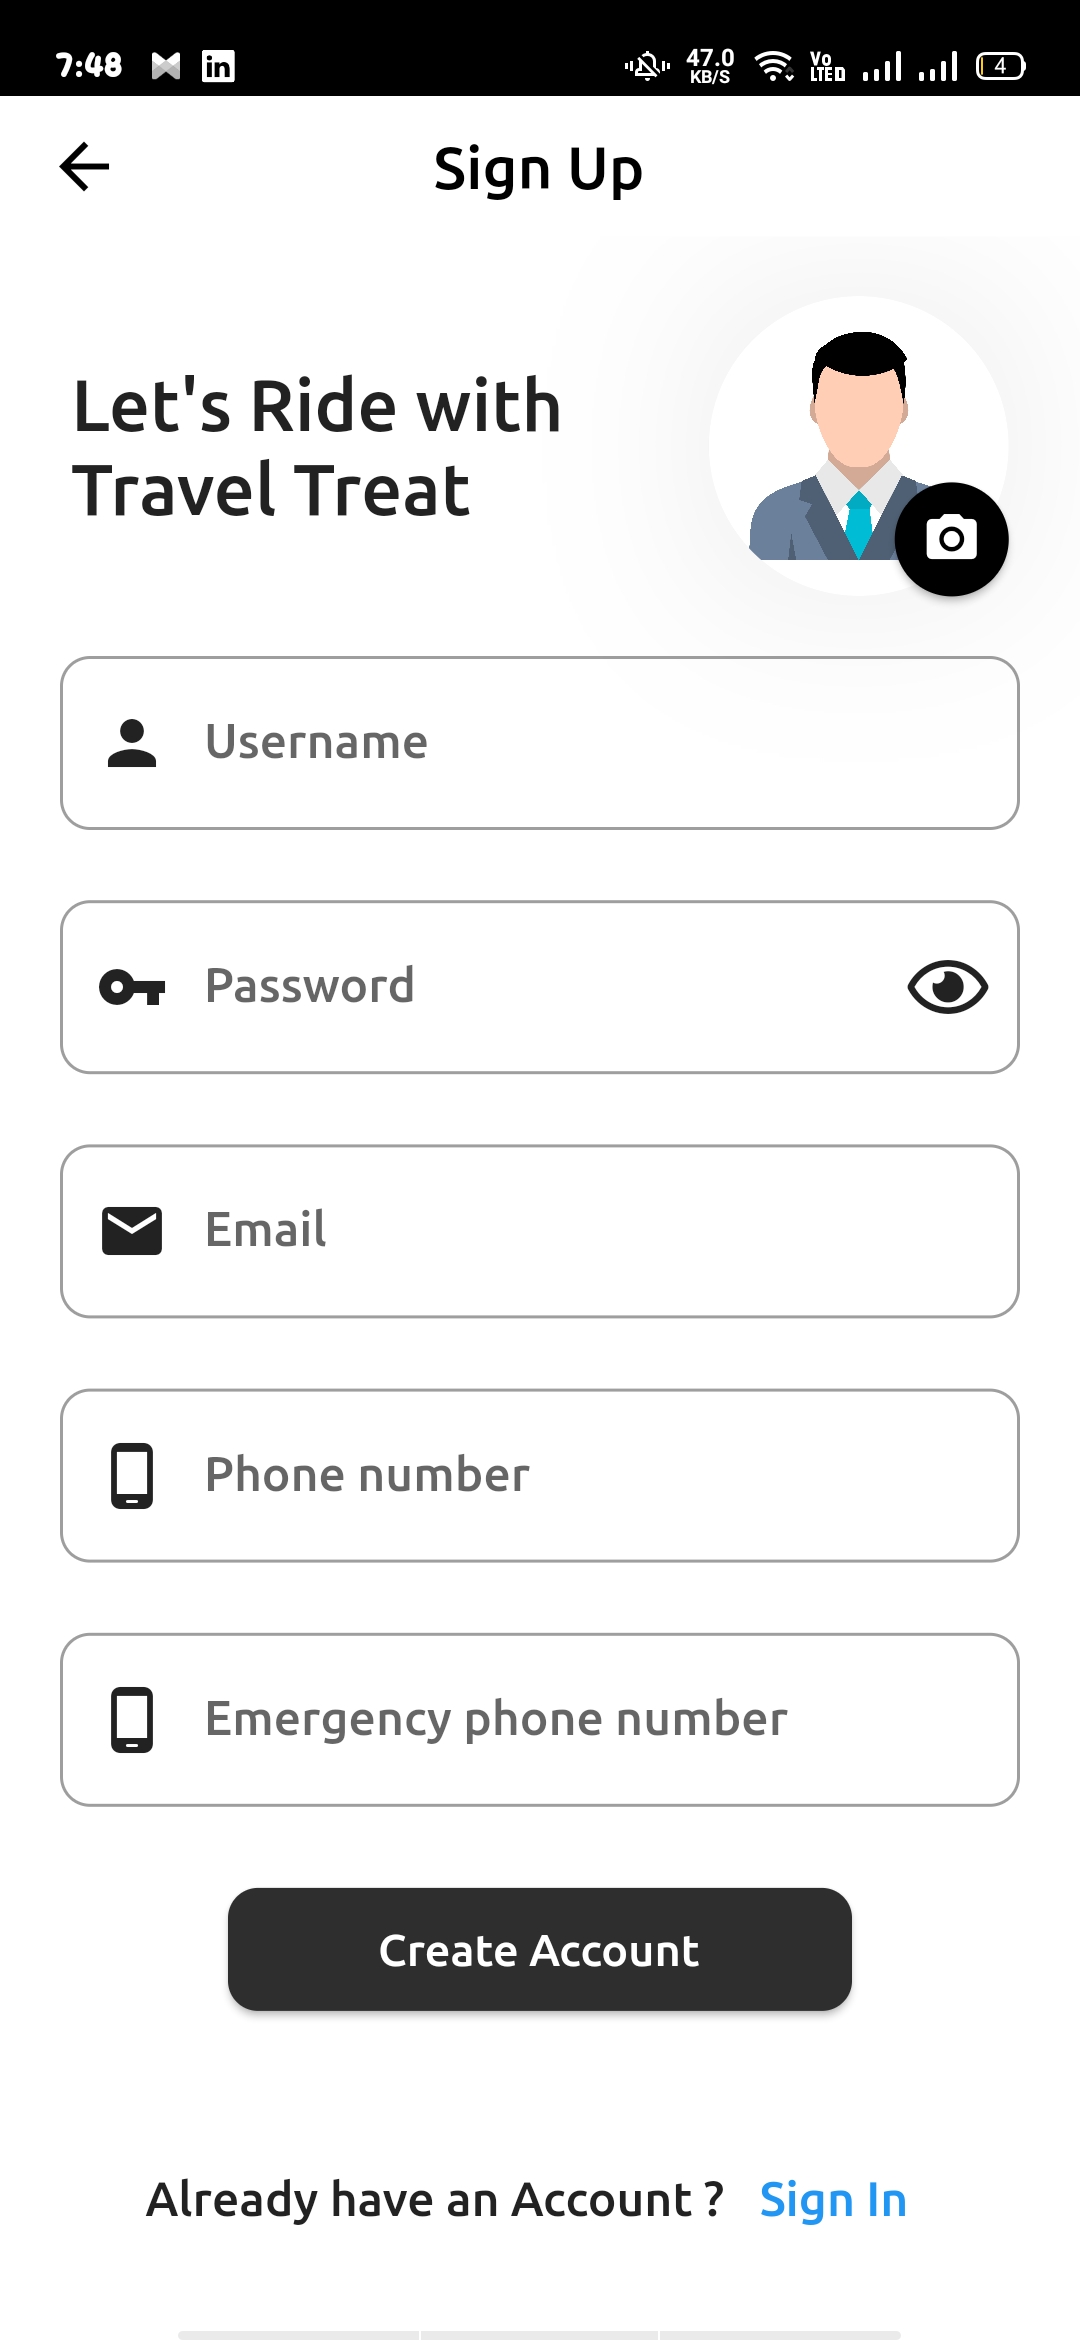 7:48 in 47.0 KB/S Vo LTE 4
Sign Up
Let's Ride with
Travel Treat
Username
Password
Email
Phone number
Emergency phone number
Create Account
Already have an Account ? Sign In